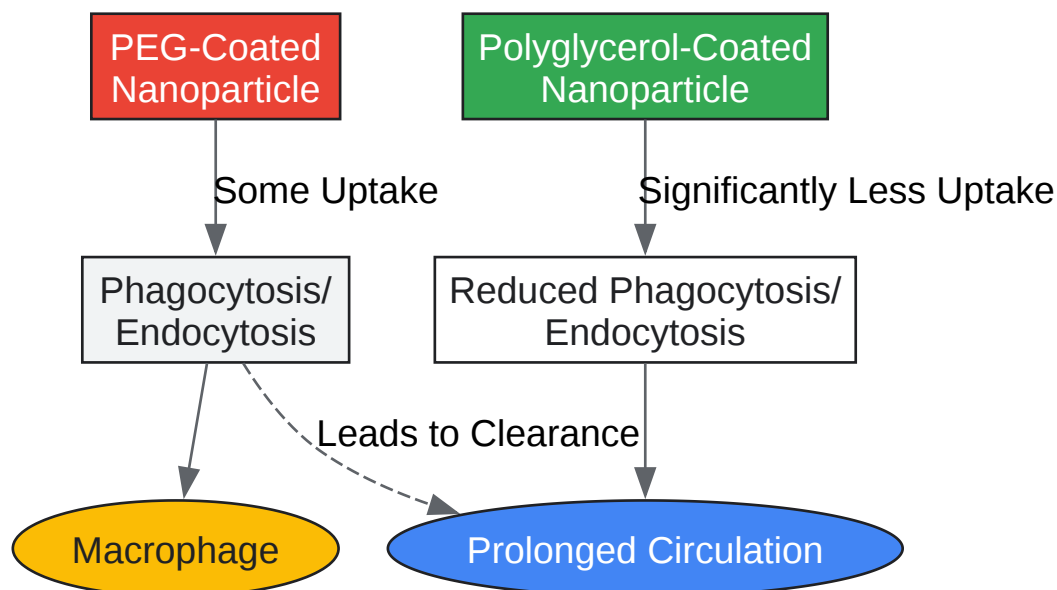 PEG-Coated
Nanoparticle
Polyglycerol-Coated
Nanoparticle
Some Uptake
Significantly Less Uptake
Phagocytosis/
Endocytosis
Reduced Phagocytosis/
Endocytosis
Leads to Clearance
Macrophage
Prolonged Circulation